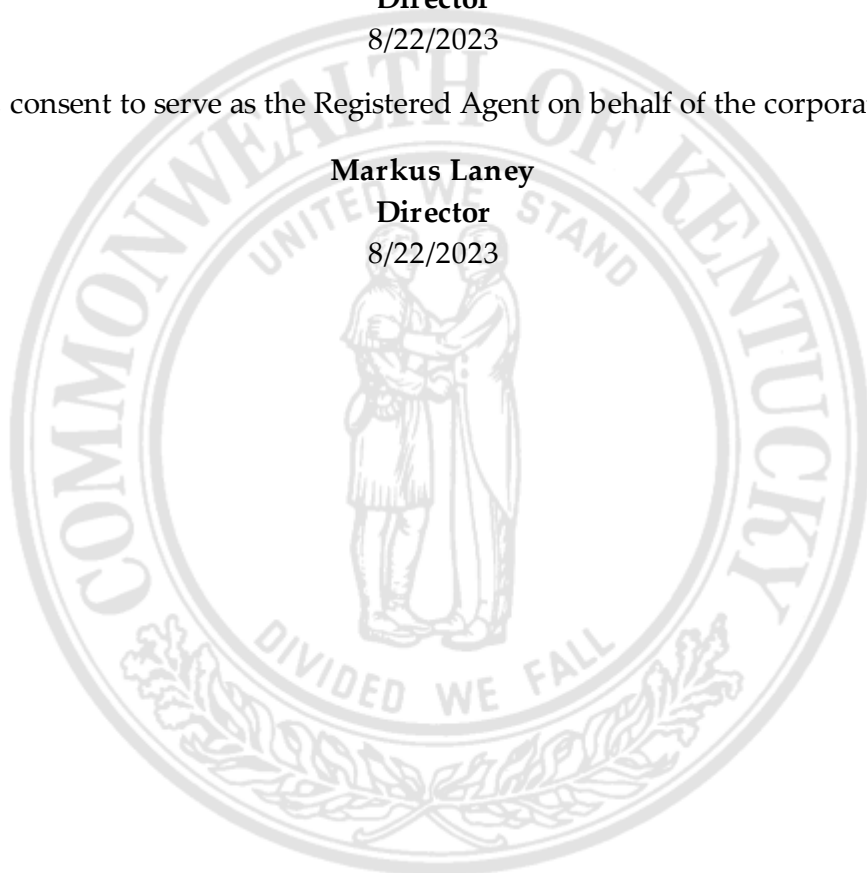 Director
8/22/2023
consent to serve as the Registered Agent on behalf of the corpora
Markus Laney
Director
8/22/2023
COMMONWEALTH OF KENTUCKY
UNITED WE STAND
DIVIDED WE FALL